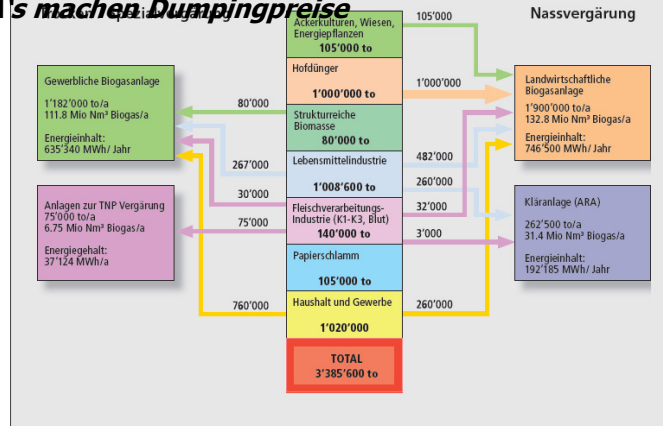 's machen Dumpingpreise
Spezialvergärung
Nassvergärung
Ackerkulturen, Wiesen,
Energiepflanzen
105'000 to
105'000
Hofdünger
1'000'000 to
1'000'000
Strukturreiche
Biomasse
80'000 to
80'000
Lebensmittelindustrie
1'008'600 to
267'000
482'000
260'000
Fleischverarbeitungs-
Industrie (K1-K3, Blut)
140'000 to
30'000
75'000
32'000
3'000
Papierschlamm
105'000 to
Haushalt und Gewerbe
1'020'000
760'000
260'000
TOTAL
3'385'600 to
Gewerbliche Biogasanlage
1'182'000 to/a
111.8 Mio Nm³ Biogas/a
Energieinhalt:
635'340 MWh/ Jahr
Anlagen zur TNP Vergärung
75'000 to/a
6.75 Mio Nm³ Biogas/a
Energiegehalt:
37'124 MWh/a
Landwirtschaftliche
Biogasanlage
1'900'000 to/a
132.8 Mio Nm³ Biogas/a
Energieinhalt:
746'500 MWh/ Jahr
Kläranlage (ARA)
262'500 to/a
31.4 Mio Nm³ Biogas/a
Energieinhalt:
192'185 MWh/ Jahr